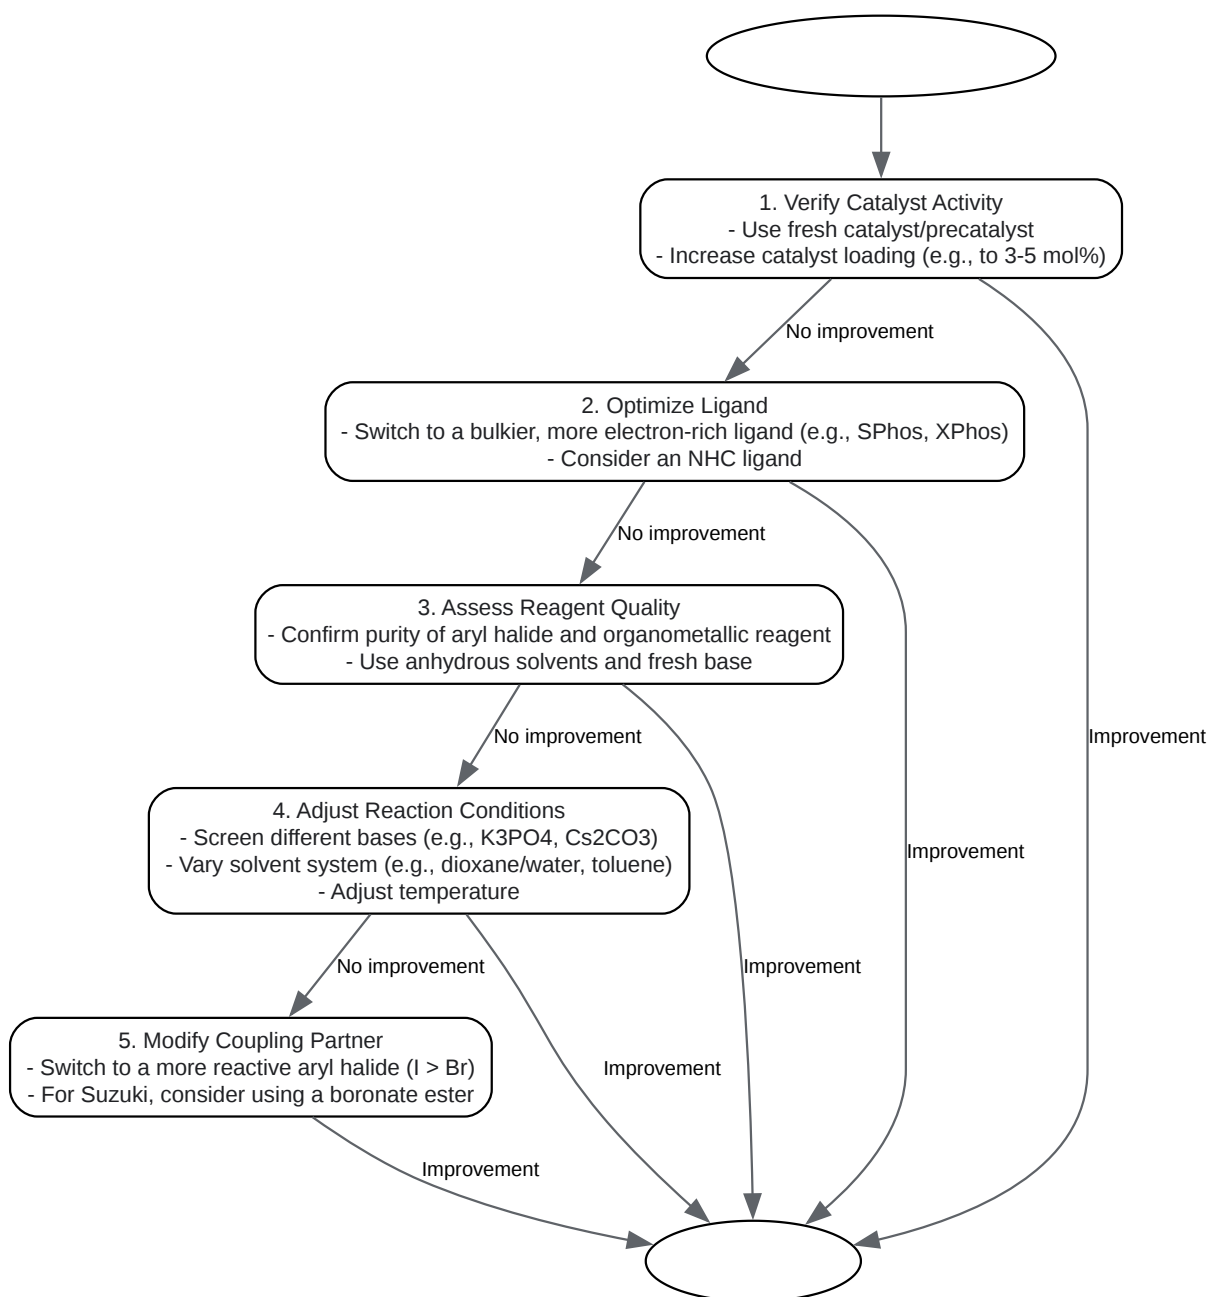 1. Verify Catalyst Activity
- Use fresh catalyst/precatalyst
- Increase catalyst loading (e.g., to 3-5 mol%)
No improvement
2. Optimize Ligand
- Switch to a bulkier, more electron-rich ligand (e.g., SPhos, XPhos)
- Consider an NHC ligand
No improvement
3. Assess Reagent Quality
- Confirm purity of aryl halide and organometallic reagent
- Use anhydrous solvents and fresh base
No improvement
Improvement
4. Adjust Reaction Conditions
- Screen different bases (e.g., K3PO4, Cs2CO3)
- Vary solvent system (e.g., dioxane/water, toluene)
- Adjust temperature
Improvement
No improvement
Improvement
5. Modify Coupling Partner
- Switch to a more reactive aryl halide (I > Br)
- For Suzuki, consider using a boronate ester
Improvement
Improvement